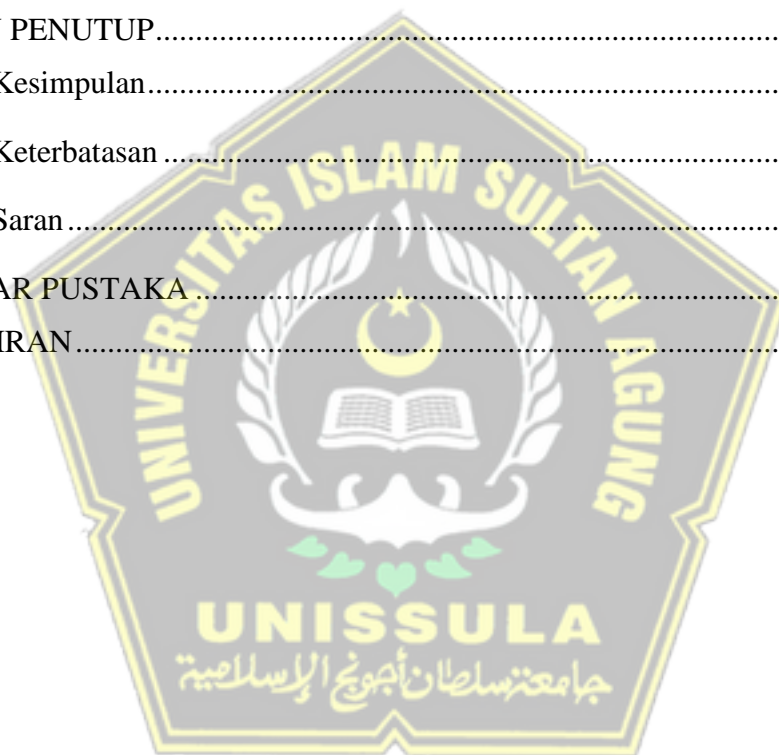 PENUTUP................................................................................
Kesimpulan................................................................................
Keterbatasan................................................................................
Saran................................................................................
AR PUSTAKA................................................................................
IRAN................................................................................
UNIVERSITAS ISLAM SULTAN AGUNG
UNISSULA
جامعة سلطان أجونج الإسلامية